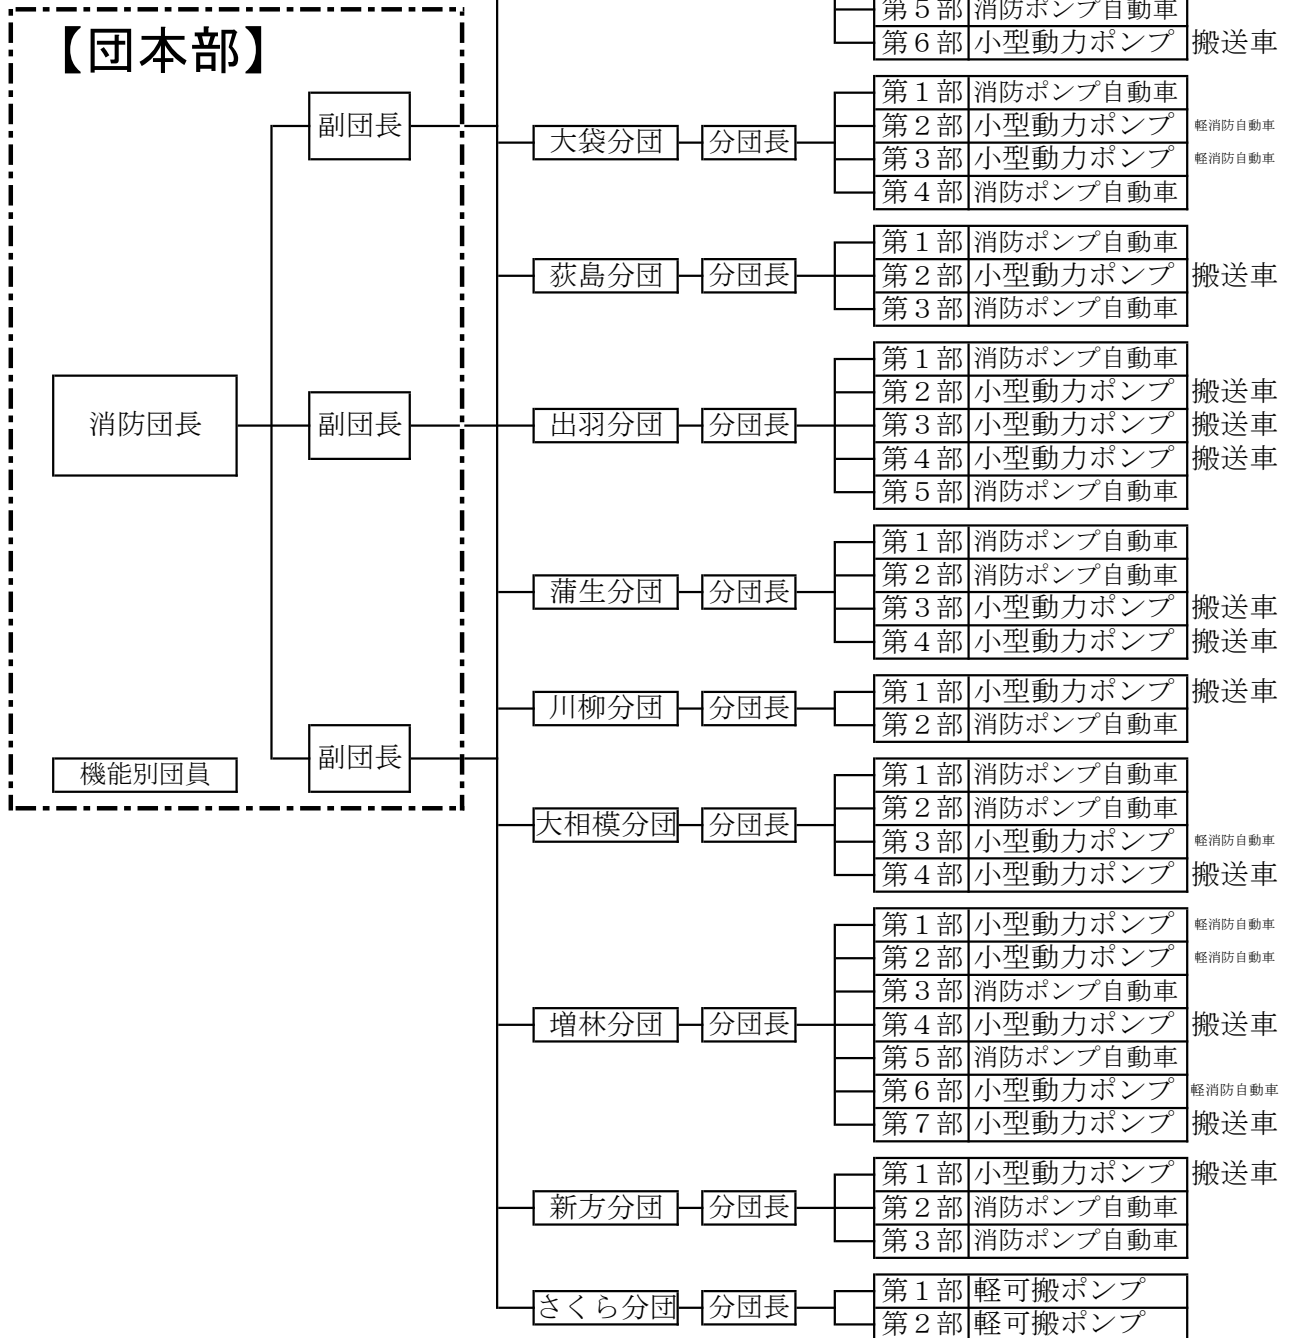 第５部 消防ポンプ自動車
第６部 小型動力ポンプ 搬送車
【団本部】
消防団長
副団長
副団長
副団長
機能別団員
大袋分団 分団長
第１部 消防ポンプ自動車
第２部 小型動力ポンプ 軽消防自動車
第３部 小型動力ポンプ 軽消防自動車
第４部 消防ポンプ自動車
荻島分団 分団長
第１部 消防ポンプ自動車
第２部 小型動力ポンプ 搬送車
第３部 消防ポンプ自動車
出羽分団 分団長
第１部 消防ポンプ自動車
第２部 小型動力ポンプ 搬送車
第３部 小型動力ポンプ 搬送車
第４部 小型動力ポンプ 搬送車
第５部 消防ポンプ自動車
蒲生分団 分団長
第１部 消防ポンプ自動車
第２部 消防ポンプ自動車
第３部 小型動力ポンプ 搬送車
第４部 小型動力ポンプ 搬送車
川柳分団 分団長
第１部 小型動力ポンプ 搬送車
第２部 消防ポンプ自動車
大相模分団 分団長
第１部 消防ポンプ自動車
第２部 消防ポンプ自動車
第３部 小型動力ポンプ 軽消防自動車
第４部 小型動力ポンプ 搬送車
増林分団 分団長
第１部 小型動力ポンプ 軽消防自動車
第２部 小型動力ポンプ 軽消防自動車
第３部 消防ポンプ自動車
第４部 小型動力ポンプ 搬送車
第５部 消防ポンプ自動車
第６部 小型動力ポンプ 軽消防自動車
第７部 小型動力ポンプ 搬送車
新方分団 分団長
第１部 小型動力ポンプ 搬送車
第２部 消防ポンプ自動車
第３部 消防ポンプ自動車
さくら分団 分団長
第１部 軽可搬ポンプ
第２部 軽可搬ポンプ